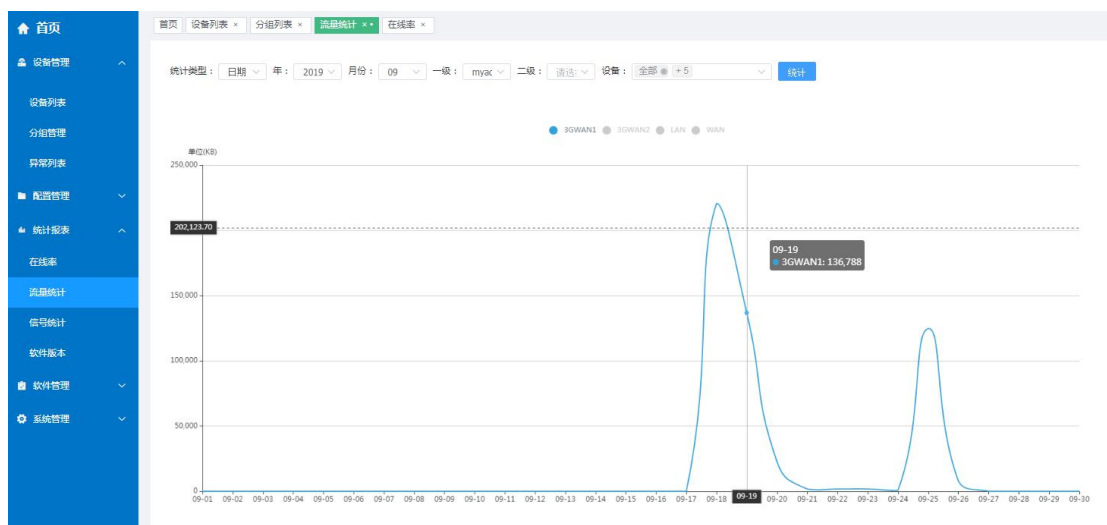 首页
设备管理
设备列表
分组管理
异常列表
配置管理
统计报表
在线率
流量统计
信号统计
软件版本
软件管理
系统管理
首页 设备列表 × 分组列表 × 流量统计 × • 在线率 ×
统计类型： 日期 年： 2019 月份： 09 一级： myac 二级： 请选 设备： 全部 + 5 统计
3GWAN1 3GWAN2 LAN WAN
单位(KB)
250,000
202,123.70
09-19
3GWAN1: 136,788
150,000
100,000
50,000
0
09-01 09-02 09-03 09-04 09-05 09-06 09-07 09-08 09-09 09-10 09-11 09-12 09-13 09-14 09-15 09-16 09-17 09-18 09-19 09-20 09-21 09-22 09-23 09-24 09-25 09-26 09-27 09-28 09-29 09-30